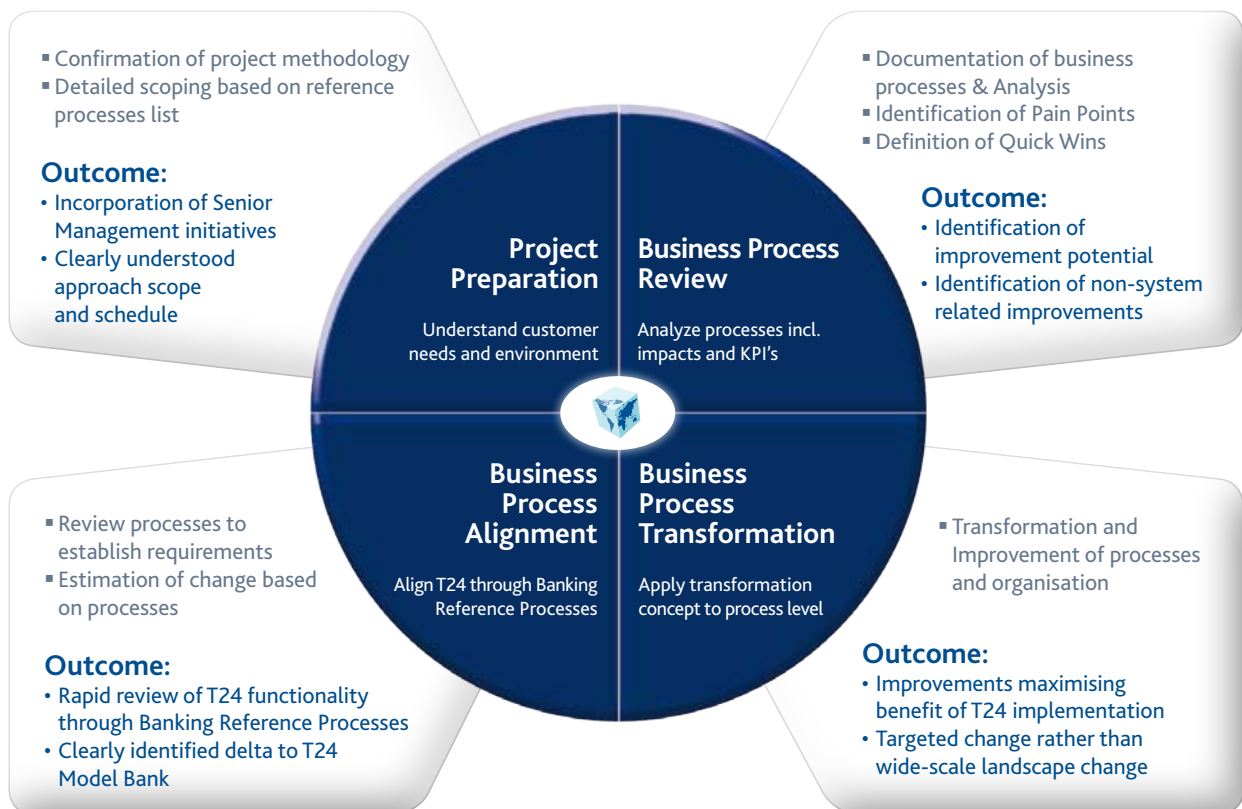 ▪ Confirmation of project methodology
▪ Detailed scoping based on reference
processes list
Outcome:
• Incorporation of Senior
Management initiatives
• Clearly understood
approach scope
and schedule
▪ Documentation of business
processes & Analysis
▪ Identification of Pain Points
▪ Definition of Quick Wins
Outcome:
• Identification of
improvement potential
• Identification of non-system
related improvements
Project
Preparation
Understand customer
needs and environment
Business Process
Review
Analyze processes incl.
impacts and KPI's
Business
Process
Alignment
Align T24 through Banking
Reference Processes
Business
Process
Transformation
Apply transformation
concept to process level
▪ Review processes to
establish requirements
▪ Estimation of change based
on processes
Outcome:
• Rapid review of T24 functionality
through Banking Reference Processes
• Clearly identified delta to T24
Model Bank
▪ Transformation and
Improvement of processes
and organisation
Outcome:
• Improvements maximising
benefit of T24 implementation
• Targeted change rather than
wide-scale landscape change